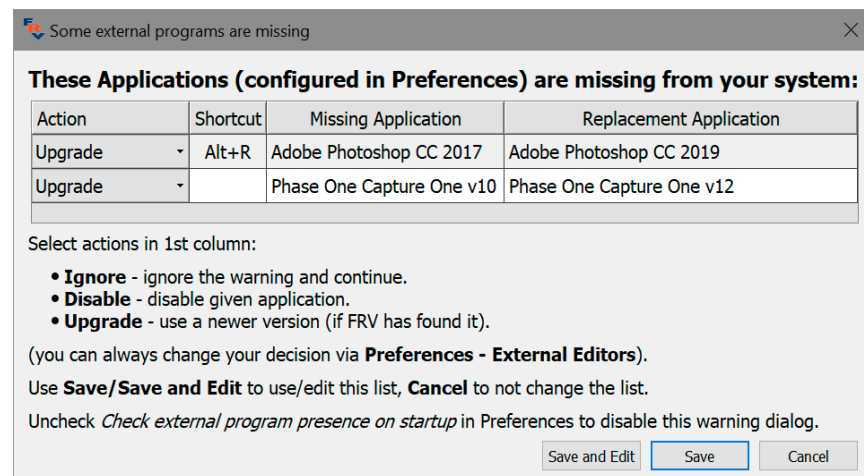 Some external programs are missing
These Applications (configured in Preferences) are missing from your system:
Action Shortcut Missing Application Replacement Application
Upgrade Alt+R Adobe Photoshop CC 2017 Adobe Photoshop CC 2019
Upgrade Phase One Capture One v10 Phase One Capture One v12
Select actions in 1st column:
• Ignore - ignore the warning and continue.
• Disable - disable given application.
• Upgrade - use a newer version (if FRV has found it).
(you can always change your decision via Preferences - External Editors).
Use Save/Save and Edit to use/edit this list, Cancel to not change the list.
Uncheck Check external program presence on startup in Preferences to disable this warning dialog.
Save and Edit Save Cancel